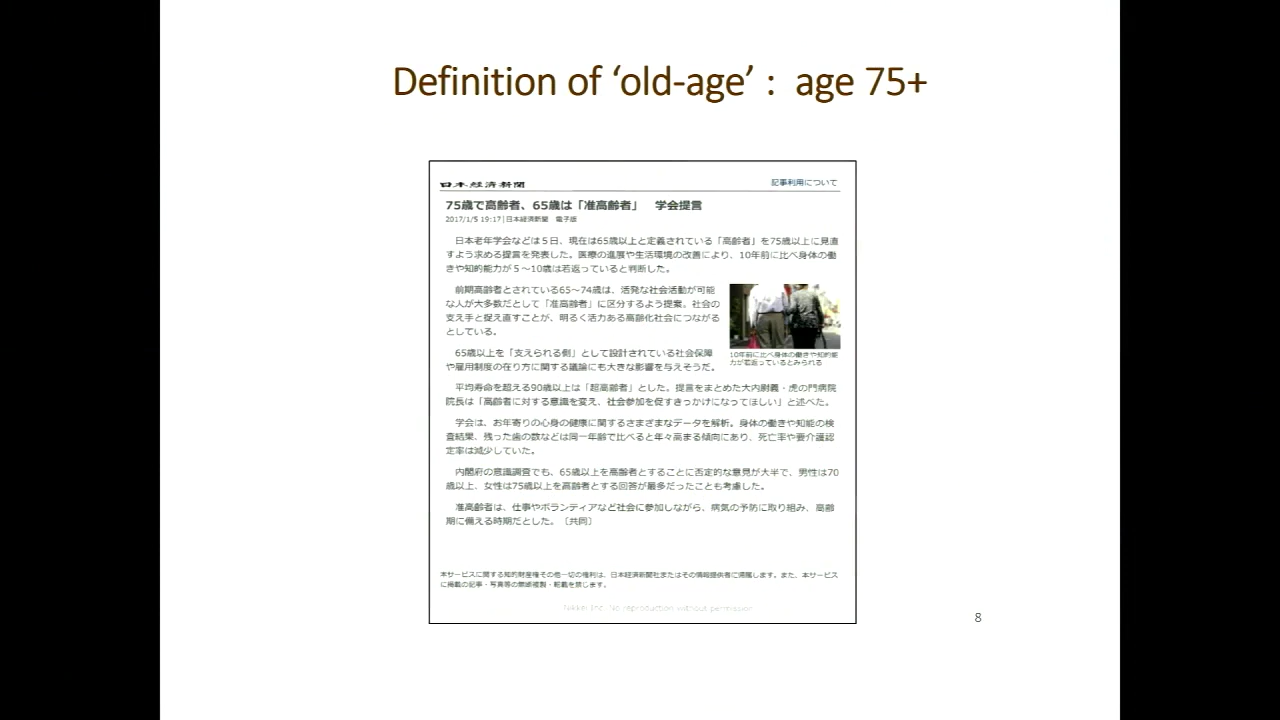 Definition of ‘old-age’ : age 75+
日本経済新聞
記事利用について
75歳で高齢者、65歳は「准高齢者」 学会提言
2017/1/5 19:17 | 日本経済新聞 電子版
日本老年学会などは５日、現在は65歳以上と定義されている「高齢者」を75歳以上に見直
すよう求める提言を発表した。医療の進展や生活環境の改善により、10年前に比べ身体の働
きや知的能力が５～10歳は若返っていると判断した。
前期高齢者とされている65～74歳は、活発な社会活動が可能
な人が大多数だとして「准高齢者」に区分するよう提案。社会の
支え手と捉え直すことが、明るく活力ある高齢化社会につながる
としている。
10年前に比べ身体の働きや知的能
力が若返っているとみられる
65歳以上を「支えられる側」として設計されている社会保障
や雇用制度の在り方に関する議論にも大きな影響を与えそうだ。
平均寿命を超える90歳以上は「超高齢者」とした。提言をまとめた大内尉義・虎の門病院
院長は「高齢者に対する意識を変え、社会参加を促すきっかけになってほしい」と述べた。
学会は、お年寄りの心身の健康に関するさまざまなデータを解析。身体の働きや知能の検
査結果、残った歯の数などは同一年齢で比べると年々高まる傾向にあり、死亡率や要介護認
定率は減少していた。
内閣府の意識調査でも、65歳以上を高齢者とすることに否定的な意見が大半で、男性は70
歳以上、女性は75歳以上を高齢者とする回答が最多だったことも考慮した。
准高齢者は、仕事やボランティアなど社会に参加しながら、病気の予防に取り組み、高齢
期に備える時期だとした。〔共同〕
本サービスに関する知的財産権その他一切の権利は、日本経済新聞社またはその情報提供者に帰属します。また、本サービス
に掲載の記事・写真等の無断複製・転載を禁じます。
Nikkei Inc. No reproduction without permission.
8